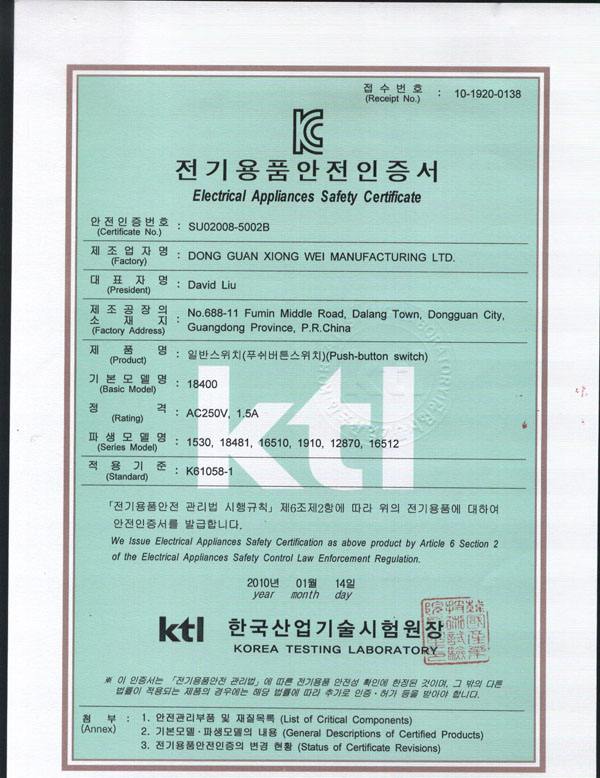 접 수 번 호 : 10-1920-0138
(Receipt No.)
전기용품안전인증서
Electrical Appliances Safety Certificate
안전인증번호 : SU02008-5002B
(Certificate No.)
제 조 업 자 명 : DONG GUAN XIONG WEI MANUFACTURING LTD.
(Factory)
대 표 자 명 : David Liu
(President)
제 조 공 장 의
소 재 지 : No.688-11 Fumin Middle Road, Dalang Town, Dongguan City,
(Factory Address) Guangdong Province, P.R.China
제 품 명 : 일반스위치(푸쉬버튼스위치)(Push-button switch)
(Product)
기 본 모 델 명 : 18400
(Basic Model)
정 격 : AC250V, 1.5A
(Rating)
파 생 모 델 명 : 1530, 18481, 16510, 1910, 12870, 16512
(Series Model)
적 용 기 준 : K61058-1
(Standard)
ktl
「전기용품안전 관리법 시행규칙」 제6조제2항에 따라 위의 전기용품에 대하여
안전인증서를 발급합니다.
We Issue Electrical Appliances Safety Certification as above product by Article 6 Section 2
of the Electrical Appliances Safety Control Law Enforcement Regulation.
2010년 01월 14일
year month day
ktl 한국산업기술시험원장
KOREA TESTING LABORATORY
※ 이 인증서는 「전기용품안전 관리법」에 따른 전기용품 안전성 확인에 한정된 것이며, 그 밖의 다른
법률이 적용되는 제품의 경우에는 해당 법률에 따라 추가로 인증·허가 등을 받아야 합니다.
첨 부 : 1. 안전관리부품 및 재질목록 (List of Critical Components)
(Annex) 2. 기본모델·파생모델의 내용 (General Descriptions of Certified Products)
3. 전기용품안전인증의 변경 현황 (Status of Certificate Revisions)